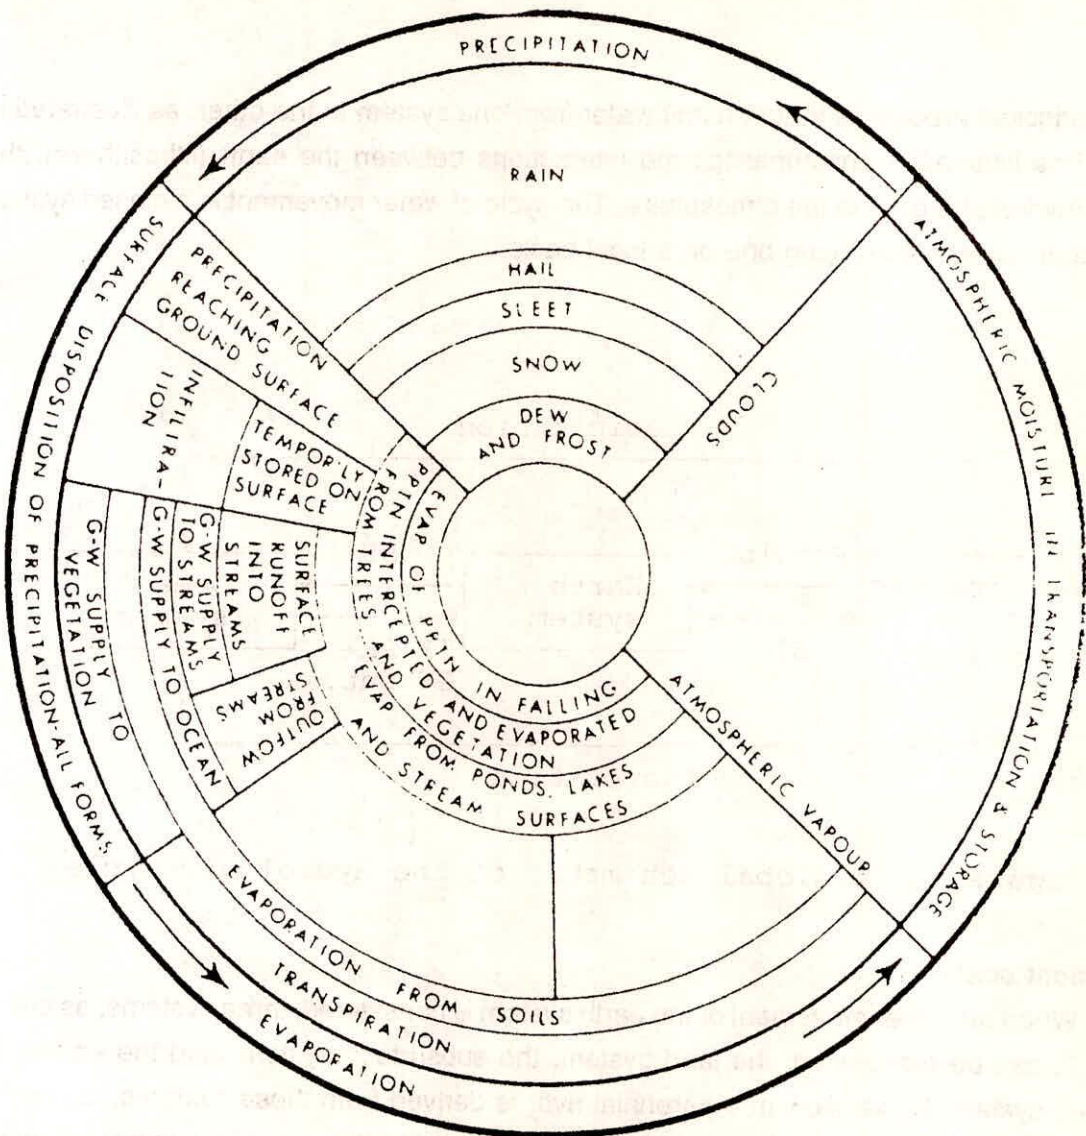 PRECIPITATION
RAIN
HAIL
SLEET
SNOW
DEW
AND FROST
CLOUDS
ATMOSPHERIC MOISTURE IN TRANSPORTATION & STORAGE
SURFACE DISPOSITION OF PRECIPITATION-ALL FORMS
PRECIPITATION
REACHING
GROUND SURFACE
INFILTRA-
TION
TEMPOR'LY
STORED ON
SURFACE
EVAP OF PPTN IN FALLING
PPTN INTERCEPTED AND EVAPORATED
FROM TREES AND VEGETATION
EVAP FROM PONDS, LAKES
AND STREAM SURFACES
SURFACE
RUNOFF
INTO
STREAMS
G-W SUPPLY
TO STREAMS
G-W SUPPLY TO OCEAN
G-W SUPPLY TO
VEGETATION
OUTFOW
FROM
STREAMS
ATMOSPHERIC VAPOUR
EVAPORATION FROM
SOILS
TRANSPIRATION
EVAPORATION